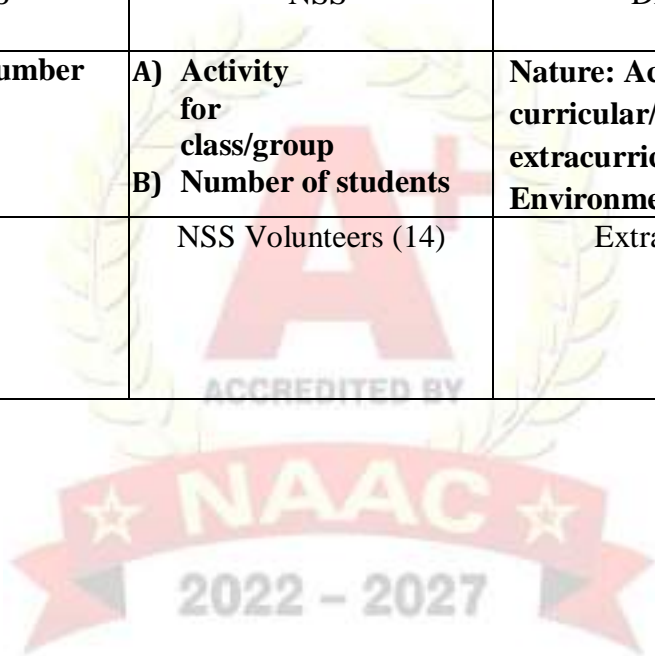 NSS
umber
A) Activity
for
class/group
B) Number of students
Nature: Ac
curricular/
extracurric
Environme
NSS Volunteers (14)
Extra
A+
ACCREDITED BY
NAAC
2022 – 2027